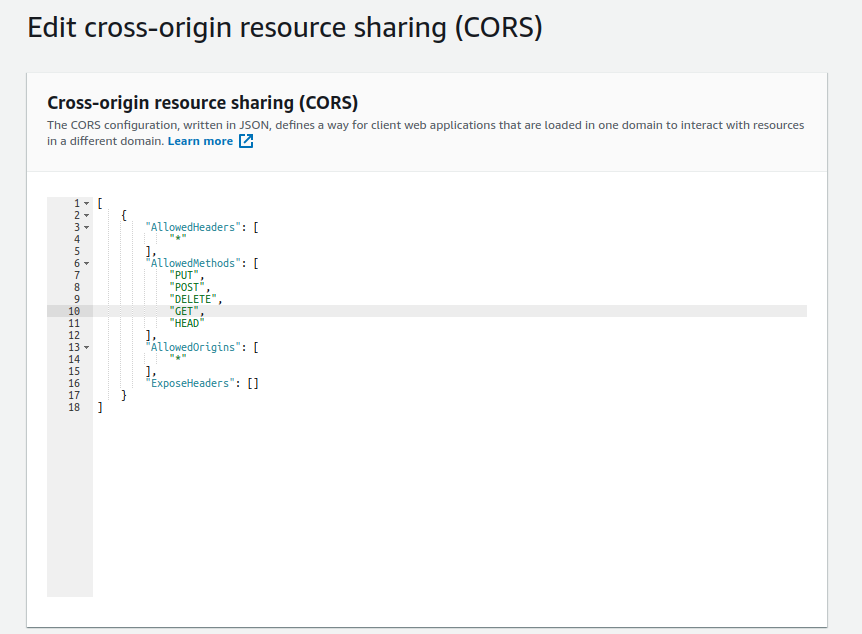 Edit cross-origin resource sharing (CORS)
Cross-origin resource sharing (CORS)
The CORS configuration, written in JSON, defines a way for client web applications that are loaded in one domain to interact with resources
in a different domain. Learn more
1 [
2     {
3         "AllowedHeaders": [
4             "*"
5         ],
6         "AllowedMethods": [
7             "PUT",
8             "POST",
9             "DELETE",
10             "GET",
11             "HEAD"
12         ],
13         "AllowedOrigins": [
14             "*"
15         ],
16         "ExposeHeaders": []
17     }
18 ]